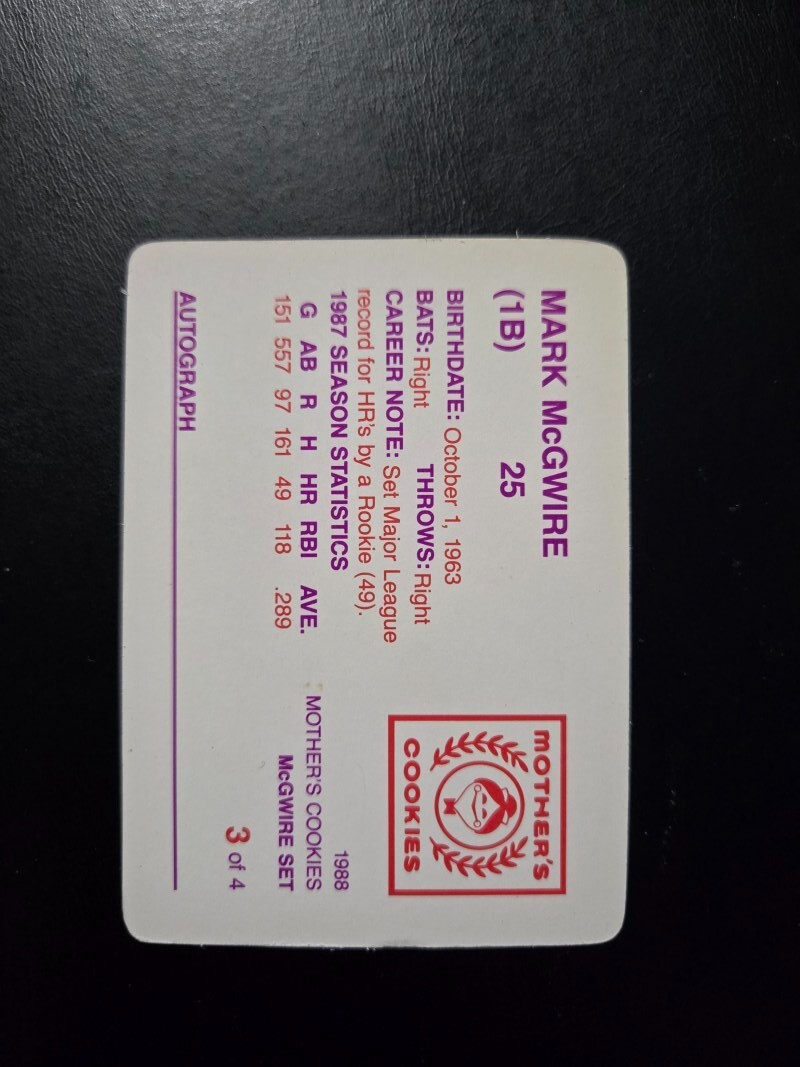 MARK McGWIRE
(1B) 25
BIRTHDATE: October 1, 1963
BATS: Right THROWS: Right
CAREER NOTE: Set Major League
record for HR's by a Rookie (49).
1987 SEASON STATISTICS
G AB R H HR RBI AVE.
151 557 97 161 49 118 .289
MOTHER'S
COOKIES
1988
MOTHER'S COOKIES
McGWIRE SET
3 of 4
AUTOGRAPH